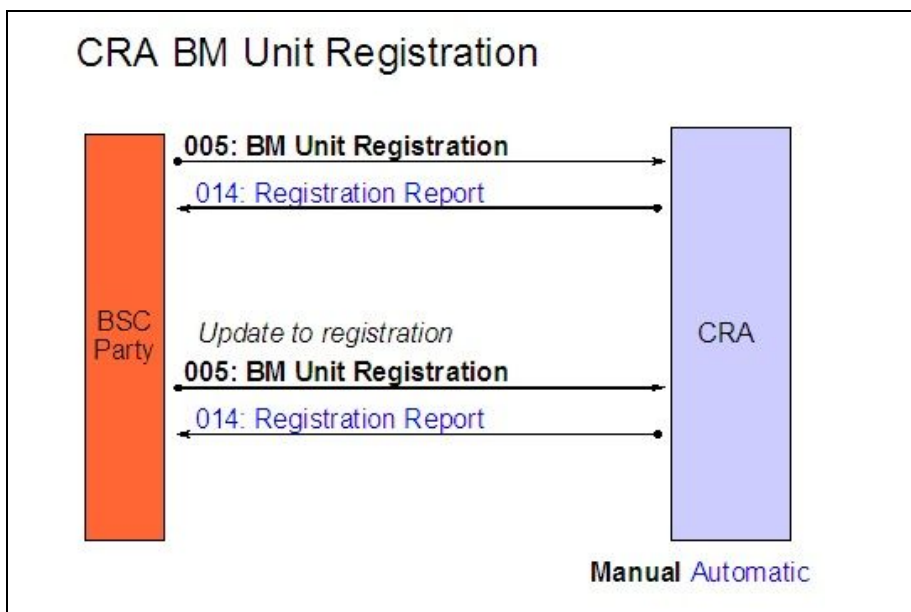 CRA BM Unit Registration
005: BM Unit Registration
014: Registration Report
BSC
Party
Update to registration
CRA
005: BM Unit Registration
014: Registration Report
Manual Automatic